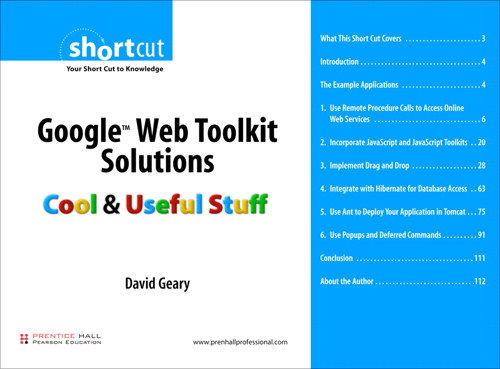 shortcut
Your Short Cut to Knowledge
Google™ Web Toolkit
Solutions
Cool & Useful Stuff
David Geary
PRENTICE HALL
PEARSON EDUCATION
www.prenhallprofessional.com
What This Short Cut Covers ...................... 3
Introduction .................................. 4
The Example Applications ....................... 4
1. Use Remote Procedure Calls to Access Online
Web Services ............................... 6
2. Incorporate JavaScript and JavaScript Toolkits .. 20
3. Implement Drag and Drop ................... 28
4. Integrate with Hibernate for Database Access .. 63
5. Use Ant to Deploy Your Application in Tomcat ... 75
6. Use Popups and Deferred Commands .......... 91
Conclusion .................................. 111
About the Author ............................. 112